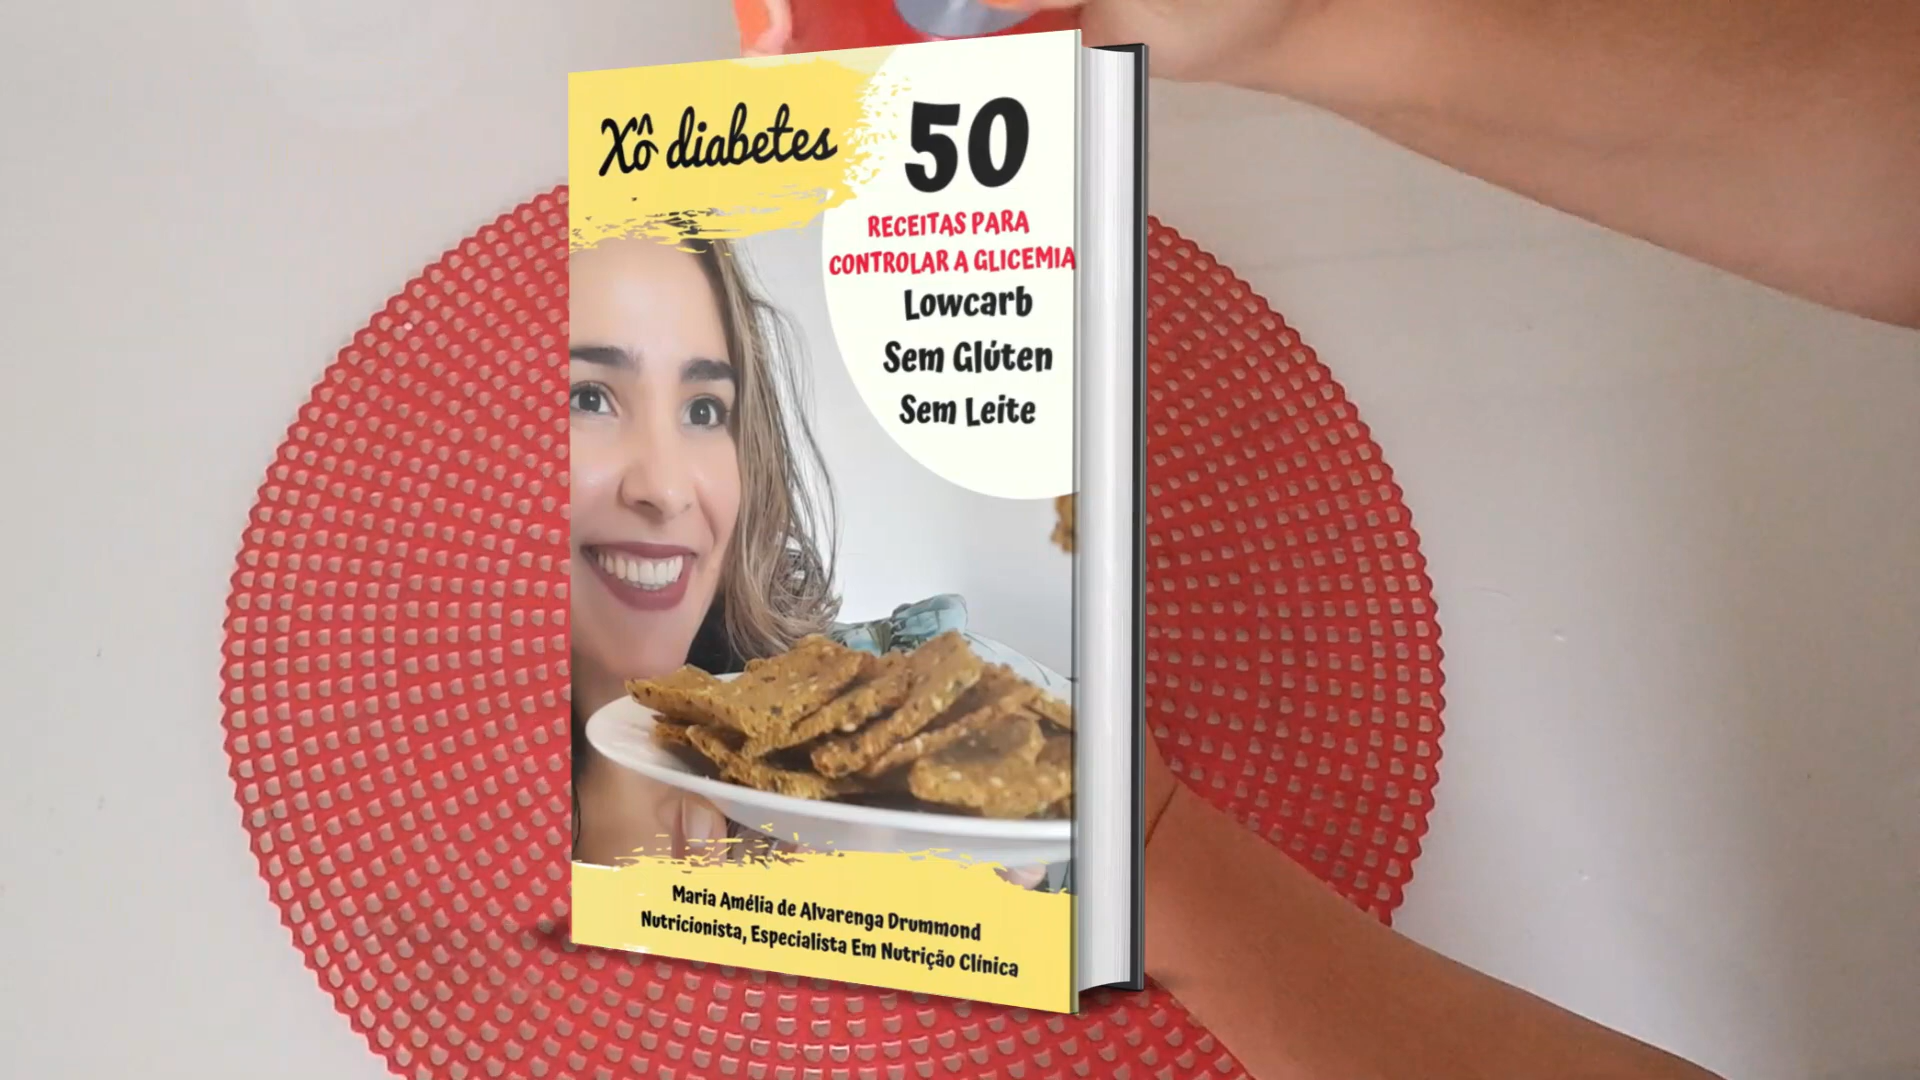 Xô diabetes
50
RECEITAS PARA
CONTROLAR A GLICEMIA
Lowcarb
Sem Glúten
Sem Leite
Maria Amélia de Alvarenga Drummond
Nutricionista, Especialista Em Nutrição Clínica